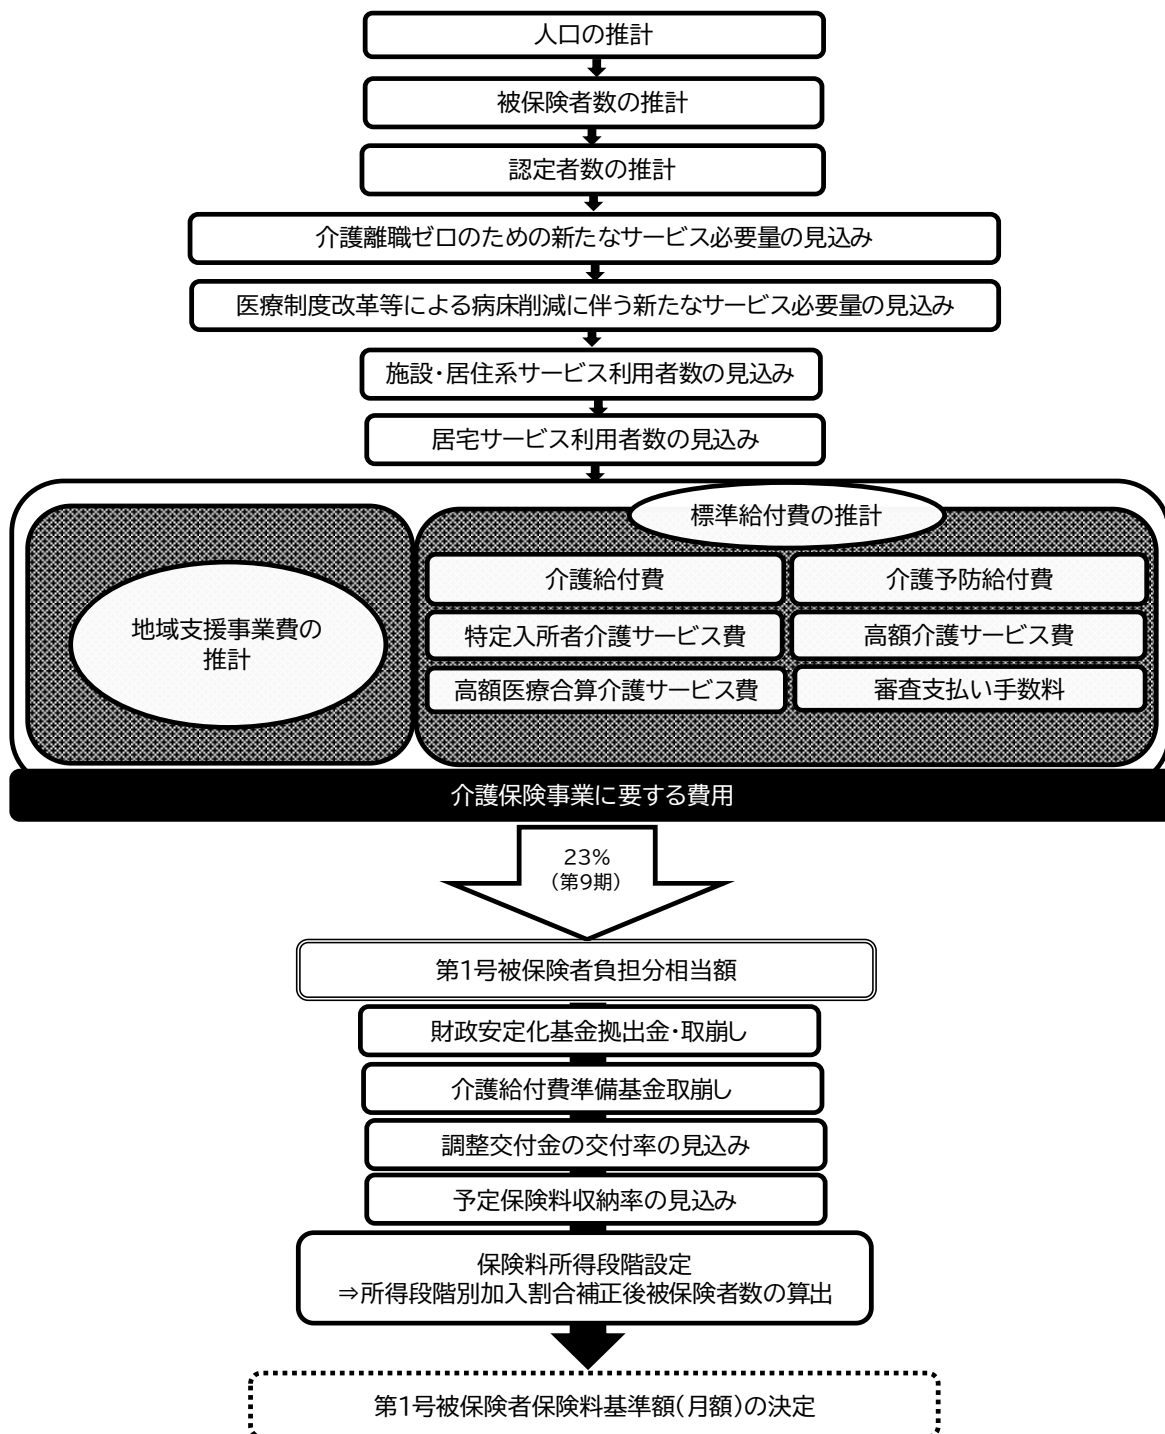 人口の推計
被保険者数の推計
認定者数の推計
介護離職ゼロのための新たなサービス必要量の見込み
医療制度改革等による病床削減に伴う新たなサービス必要量の見込み
施設・居住系サービス利用者数の見込み
居宅サービス利用者数の見込み
標準給付費の推計
地域支援事業費の
推計
介護給付費
介護予防給付費
特定入所者介護サービス費
高額介護サービス費
高額医療合算介護サービス費
審査支払い手数料
介護保険事業に要する費用
23%
(第9期)
第1号被保険者負担分相当額
財政安定化基金拠出金・取崩し
介護給付費準備基金取崩し
調整交付金の交付率の見込み
予定保険料収納率の見込み
保険料所得段階設定
⇒所得段階別加入割合補正後被保険者数の算出
第1号被保険者保険料基準額(月額)の決定